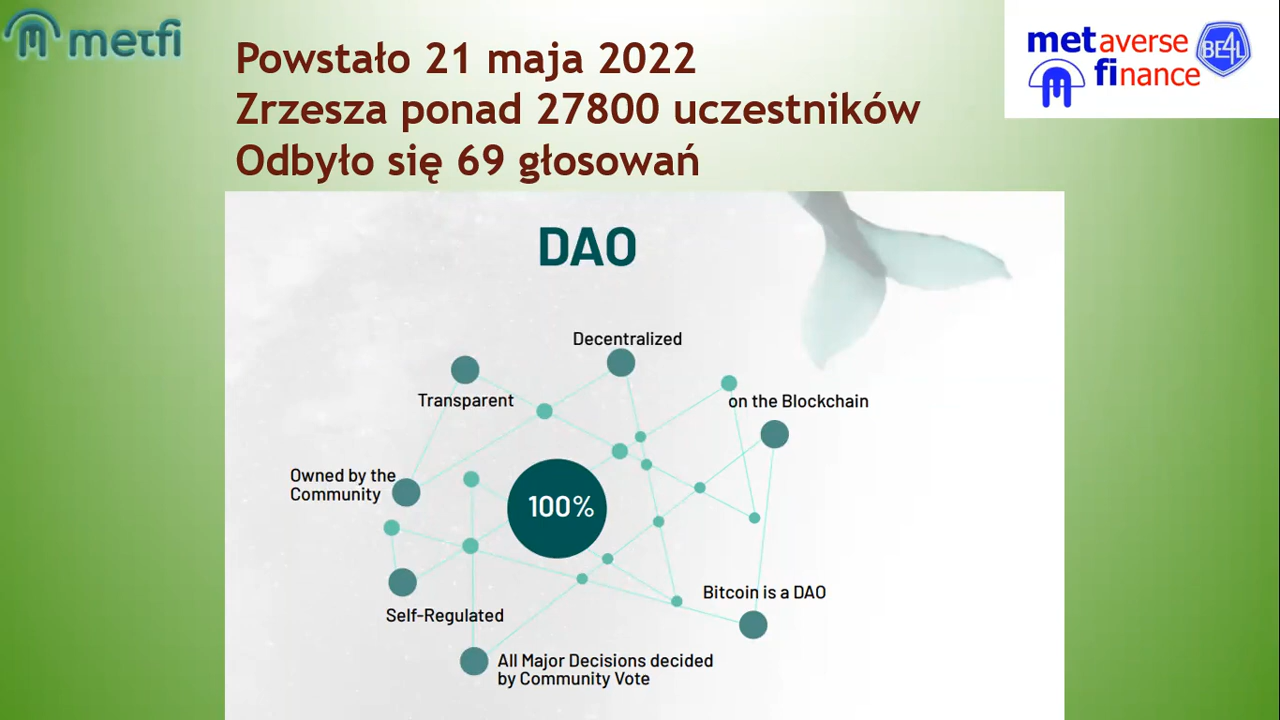 metfi
Powstało 21 maja 2022
Zrzesza ponad 27800 uczestników
Odbyło się 69 głosowań
metaverse
finance
BE4L
DAO
Decentralized
Transparent
on the Blockchain
Owned by the
Community
100%
Bitcoin is a DAO
Self-Regulated
All Major Decisions decided
by Community Vote